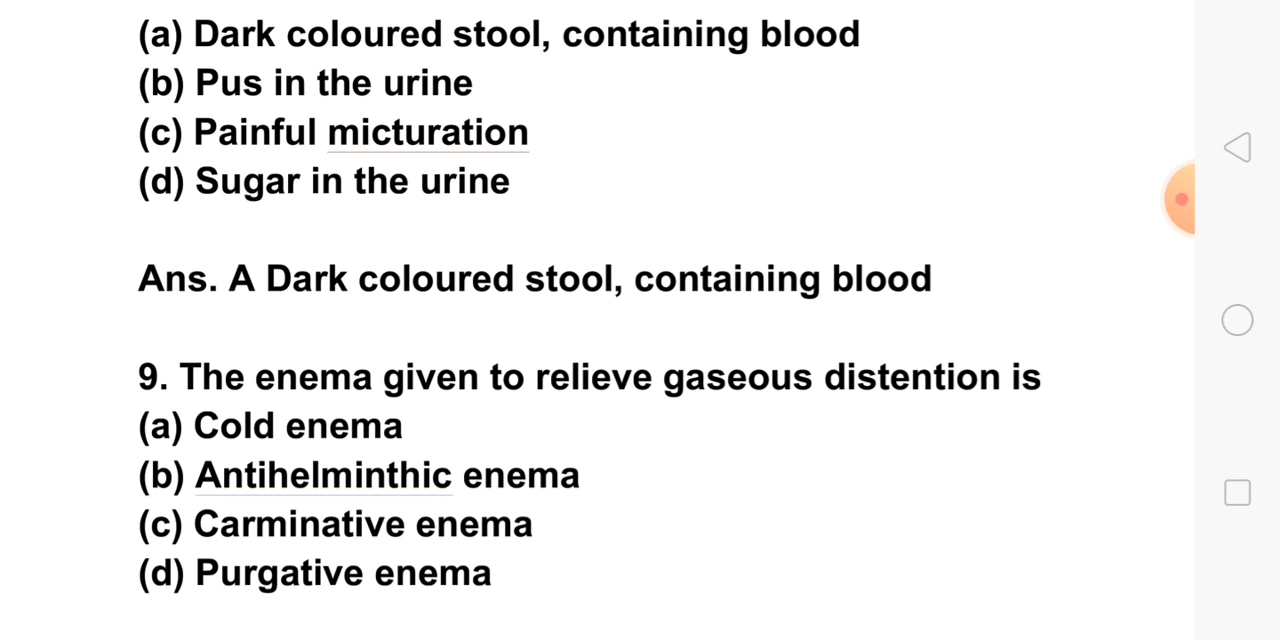 (a) Dark coloured stool, containing blood
(b) Pus in the urine
(c) Painful micturation
(d) Sugar in the urine
Ans. A Dark coloured stool, containing blood
9. The enema given to relieve gaseous distention is
(a) Cold enema
(b) Antihelminthic enema
(c) Carminative enema
(d) Purgative enema